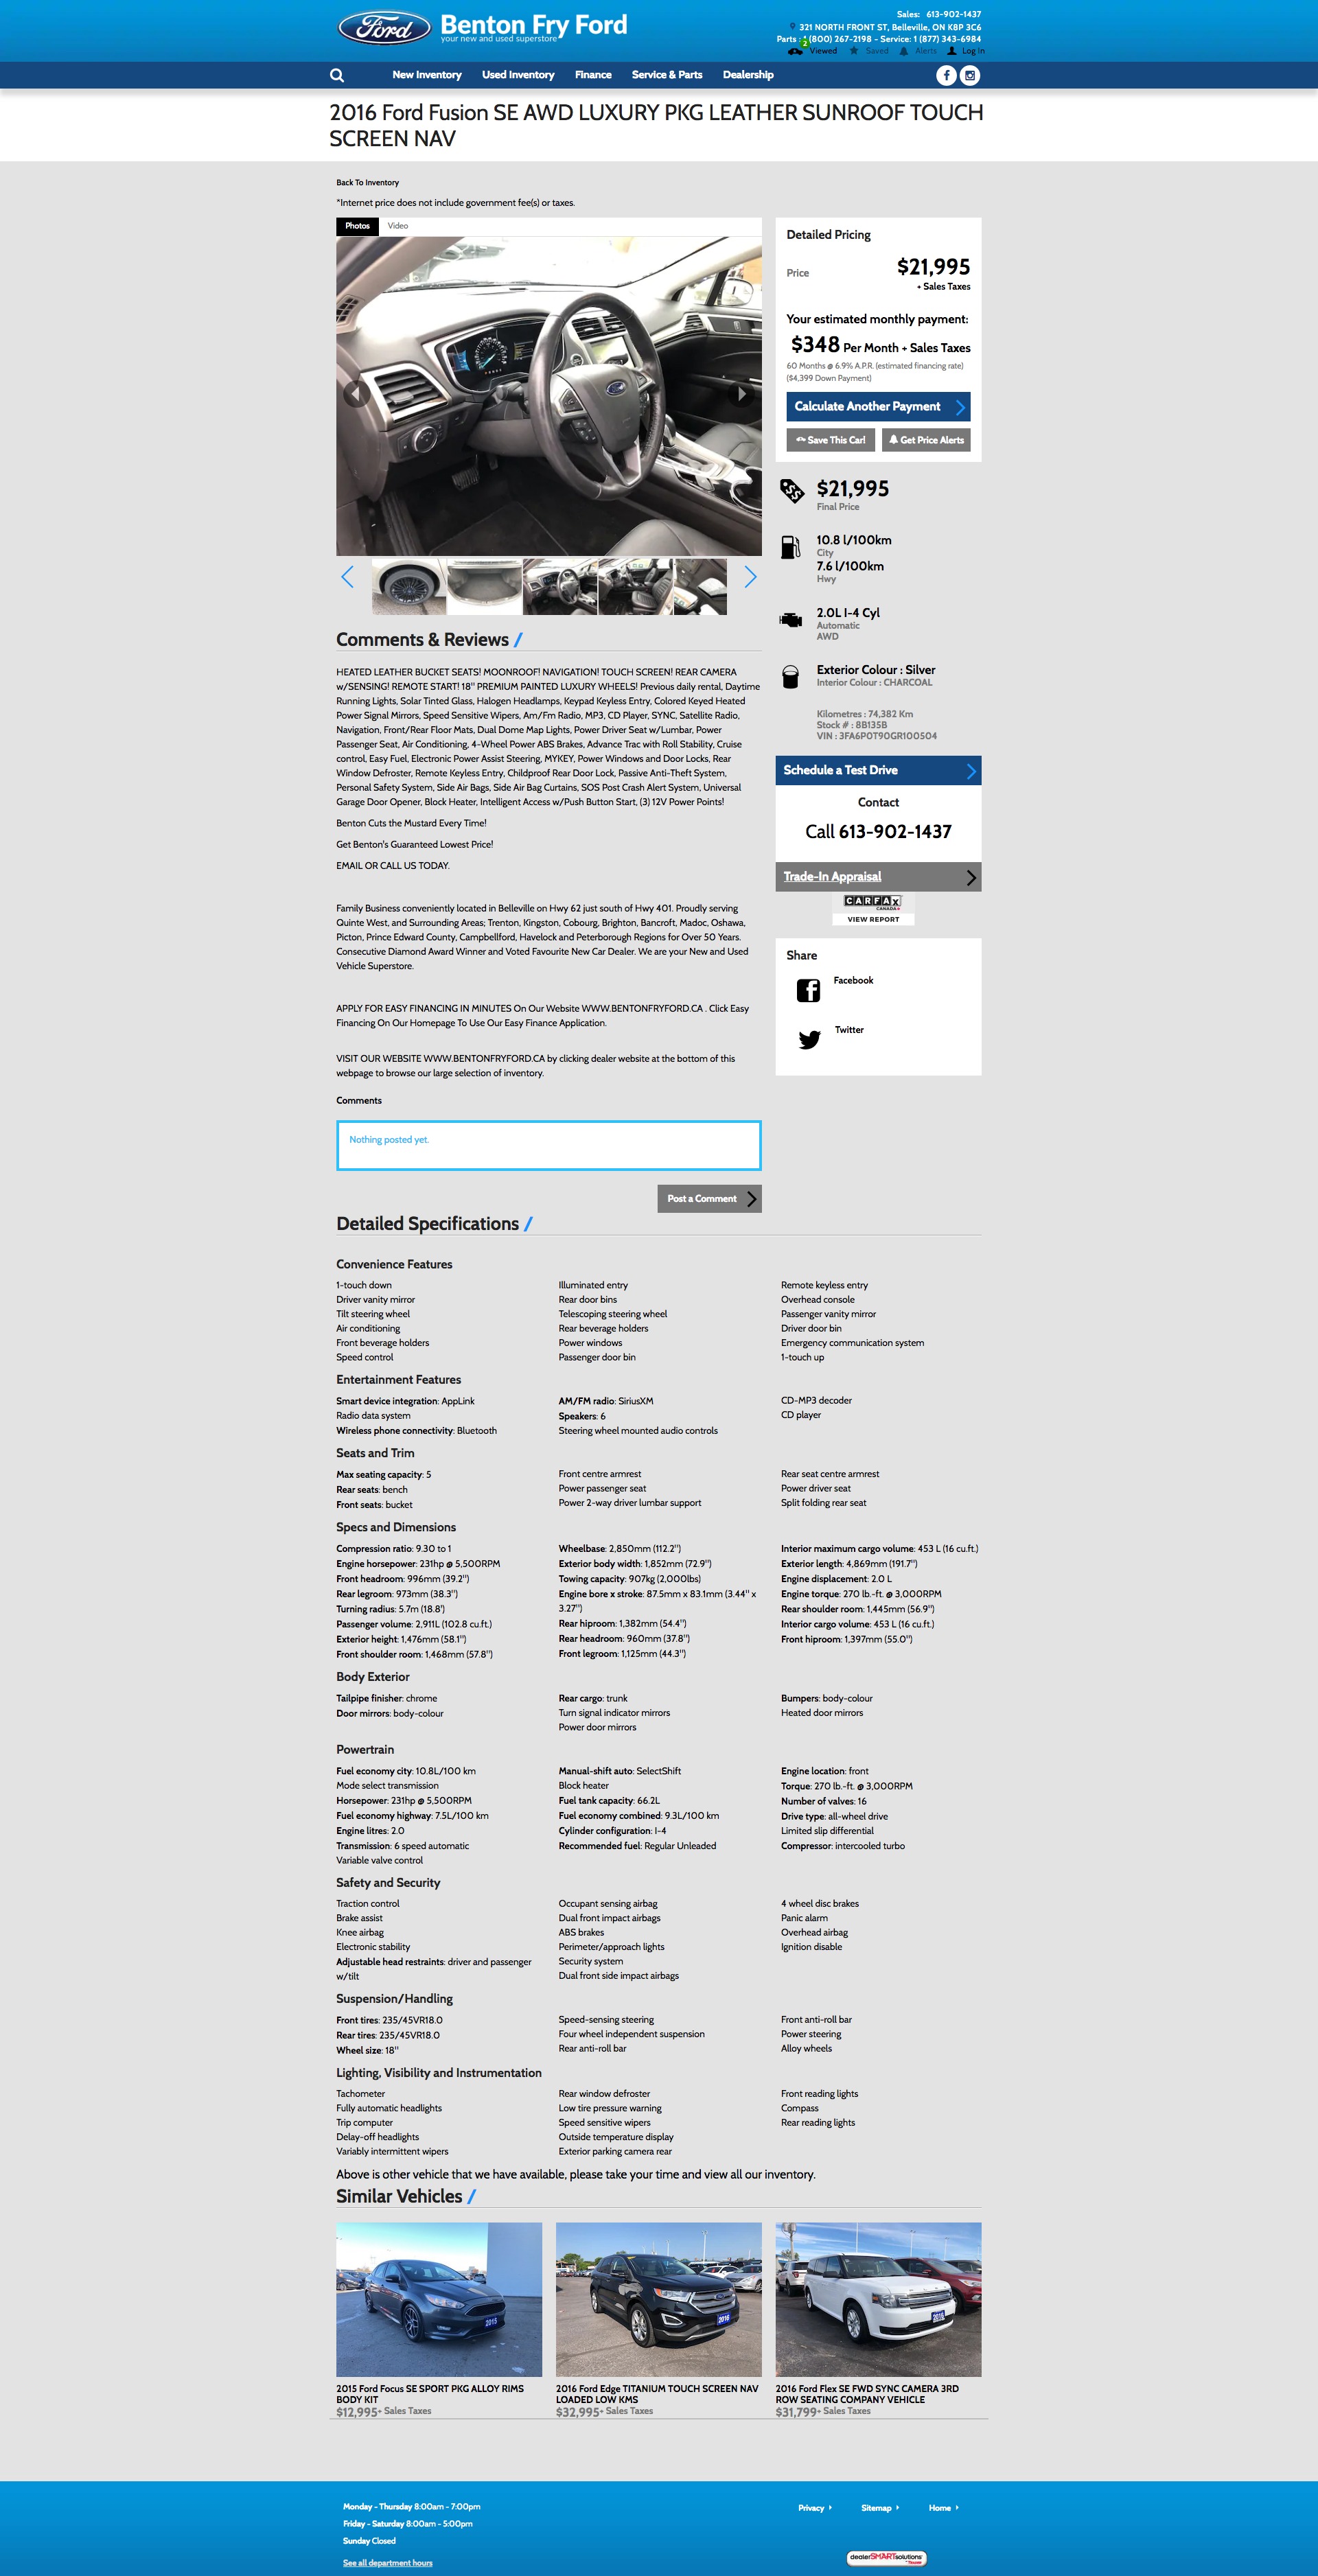 Ford
Benton Fry Ford
your new and used superstore
Sales: 613-902-1437
321 NORTH FRONT ST, Belleville, ON K8P 3C6
Parts : 1 (800) 267-2198 - Service: 1 (877) 343-6984
2
Viewed Saved Alerts Log In
New Inventory Used Inventory Finance Service & Parts Dealership
2016 Ford Fusion SE AWD LUXURY PKG LEATHER SUNROOF TOUCH
SCREEN NAV
Back To Inventory
*Internet price does not include government fee(s) or taxes.
Photos Video
Detailed Pricing
Price
$21,995
+ Sales Taxes
Your estimated monthly payment:
$348 Per Month + Sales Taxes
60 Months @ 6.9% A.P.R. (estimated financing rate)
($4,399 Down Payment)
Calculate Another Payment
Save This Car! Get Price Alerts
$21,995
Final Price
10.8 l/100km
City
7.6 l/100km
Hwy
2.0L I-4 Cyl
Automatic
AWD
Exterior Colour : Silver
Interior Colour : CHARCOAL
Kilometres : 74,382 Km
Stock # : 8B135B
VIN : 3FA6P0T90GR100504
Schedule a Test Drive
Contact
Call 613-902-1437
Trade-In Appraisal
CARFAX
CANADA
VIEW REPORT
Share
Facebook
Twitter
Comments & Reviews /
HEATED LEATHER BUCKET SEATS! MOONROOF! NAVIGATION! TOUCH SCREEN! REAR CAMERA
w/SENSING! REMOTE START! 18" PREMIUM PAINTED LUXURY WHEELS! Previous daily rental, Daytime
Running Lights, Solar Tinted Glass, Halogen Headlamps, Keypad Keyless Entry, Colored Keyed Heated
Power Signal Mirrors, Speed Sensitive Wipers, Am/Fm Radio, MP3, CD Player, SYNC, Satellite Radio,
Navigation, Front/Rear Floor Mats, Dual Dome Map Lights, Power Driver Seat w/Lumbar, Power
Passenger Seat, Air Conditioning, 4-Wheel Power ABS Brakes, Advance Trac with Roll Stability, Cruise
control, Easy Fuel, Electronic Power Assist Steering, MYKEY, Power Windows and Door Locks, Rear
Window Defroster, Remote Keyless Entry, Childproof Rear Door Lock, Passive Anti-Theft System,
Personal Safety System, Side Air Bags, Side Air Bag Curtains, SOS Post Crash Alert System, Universal
Garage Door Opener, Block Heater, Intelligent Access w/Push Button Start, (3) 12V Power Points!
Benton Cuts the Mustard Every Time!
Get Benton's Guaranteed Lowest Price!
EMAIL OR CALL US TODAY.
Family Business conveniently located in Belleville on Hwy 62 just south of Hwy 401. Proudly serving
Quinte West, and Surrounding Areas; Trenton, Kingston, Cobourg, Brighton, Bancroft, Madoc, Oshawa,
Picton, Prince Edward County, Campbellford, Havelock and Peterborough Regions for Over 50 Years.
Consecutive Diamond Award Winner and Voted Favourite New Car Dealer. We are your New and Used
Vehicle Superstore.
APPLY FOR EASY FINANCING IN MINUTES On Our Website WWW.BENTONFRYFORD.CA . Click Easy
Financing On Our Homepage To Use Our Easy Finance Application.
VISIT OUR WEBSITE WWW.BENTONFRYFORD.CA by clicking dealer website at the bottom of this
webpage to browse our large selection of inventory.
Comments
Nothing posted yet.
Post a Comment
Detailed Specifications /
Convenience Features
1-touch down Illuminated entry Remote keyless entry
Driver vanity mirror Rear door bins Overhead console
Tilt steering wheel Telescoping steering wheel Passenger vanity mirror
Air conditioning Rear beverage holders Driver door bin
Front beverage holders Power windows Emergency communication system
Speed control Passenger door bin 1-touch up
Entertainment Features
Smart device integration: AppLink AM/FM radio: SiriusXM CD-MP3 decoder
Radio data system Speakers: 6 CD player
Wireless phone connectivity: Bluetooth Steering wheel mounted audio controls
Seats and Trim
Max seating capacity: 5 Front centre armrest Rear seat centre armrest
Rear seats: bench Power passenger seat Power driver seat
Front seats: bucket Power 2-way driver lumbar support Split folding rear seat
Specs and Dimensions
Compression ratio: 9.30 to 1 Wheelbase: 2,850mm (112.2") Interior maximum cargo volume: 453 L (16 cu.ft.)
Engine horsepower: 231hp @ 5,500RPM Exterior body width: 1,852mm (72.9") Exterior length: 4,869mm (191.7")
Front headroom: 996mm (39.2") Towing capacity: 907kg (2,000lbs) Engine displacement: 2.0 L
Rear legroom: 973mm (38.3") Engine bore x stroke: 87.5mm x 83.1mm (3.44" x Engine torque: 270 lb.-ft. @ 3,000RPM
Turning radius: 5.7m (18.8') 3.27") Rear shoulder room: 1,445mm (56.9")
Passenger volume: 2,911L (102.8 cu.ft.) Rear hiproom: 1,382mm (54.4") Interior cargo volume: 453 L (16 cu.ft.)
Exterior height: 1,476mm (58.1") Rear headroom: 960mm (37.8") Front hiproom: 1,397mm (55.0")
Front shoulder room: 1,468mm (57.8") Front legroom: 1,125mm (44.3")
Body Exterior
Tailpipe finisher: chrome Rear cargo: trunk Bumpers: body-colour
Door mirrors: body-colour Turn signal indicator mirrors Heated door mirrors
Power door mirrors
Powertrain
Fuel economy city: 10.8L/100 km Manual-shift auto: SelectShift Engine location: front
Mode select transmission Block heater Torque: 270 lb.-ft. @ 3,000RPM
Horsepower: 231hp @ 5,500RPM Fuel tank capacity: 66.2L Number of valves: 16
Fuel economy highway: 7.5L/100 km Fuel economy combined: 9.3L/100 km Drive type: all-wheel drive
Engine litres: 2.0 Cylinder configuration: I-4 Limited slip differential
Transmission: 6 speed automatic Recommended fuel: Regular Unleaded Compressor: intercooled turbo
Variable valve control
Safety and Security
Traction control Occupant sensing airbag 4 wheel disc brakes
Brake assist Dual front impact airbags Panic alarm
Knee airbag ABS brakes Overhead airbag
Electronic stability Perimeter/approach lights Ignition disable
Adjustable head restraints: driver and passenger Security system
w/tilt Dual front side impact airbags
Suspension/Handling
Front tires: 235/45VR18.0 Speed-sensing steering Front anti-roll bar
Rear tires: 235/45VR18.0 Four wheel independent suspension Power steering
Wheel size: 18" Rear anti-roll bar Alloy wheels
Lighting, Visibility and Instrumentation
Tachometer Rear window defroster Front reading lights
Fully automatic headlights Low tire pressure warning Compass
Trip computer Speed sensitive wipers Rear reading lights
Delay-off headlights Outside temperature display
Variably intermittent wipers Exterior parking camera rear
Above is other vehicle that we have available, please take your time and view all our inventory.
Similar Vehicles /
2015 2016
2015 Ford Focus SE SPORT PKG ALLOY RIMS
BODY KIT
$12,995+ Sales Taxes
2016 Ford Edge TITANIUM TOUCH SCREEN NAV
LOADED LOW KMS
$32,995+ Sales Taxes
2016 Ford Flex SE FWD SYNC CAMERA 3RD
ROW SEATING COMPANY VEHICLE
$31,799+ Sales Taxes
Monday - Thursday 8:00am - 7:00pm
Friday - Saturday 8:00am - 5:00pm
Sunday Closed
See all department hours
Privacy Sitemap Home
dealerSMARTsolutions